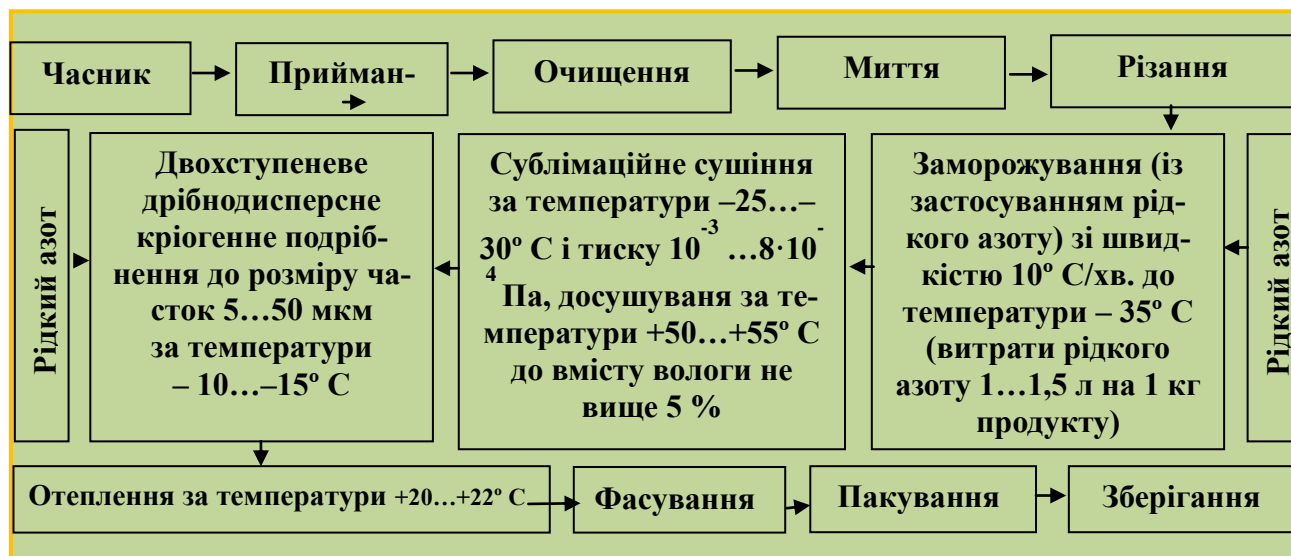 Часник
Прийман-
Очищення
Миття
Різання
Рідкий азот
Заморожування (із
застосуванням рід-
кого азоту) зі швид-
кістю 10º С/хв. до
температури – 35º С
(витрати рідкого
азоту 1…1,5 л на 1 кг
продукту)
Сублімаційне сушіння
за температури –25…–
30º С і тиску 10⁻³ …8·10⁻
⁴ Па, досушуваня за те-
мператури +50…+55º С
до вмісту вологи не
вище 5 %
Рідкий азот
Двохступеневе
дрібнодисперсне
кріогенне подріб-
нення до розміру ча-
сток 5…50 мкм
за температури
– 10…–15º С
Отеплення за температури +20…+22º С
Фасування
Пакування
Зберігання